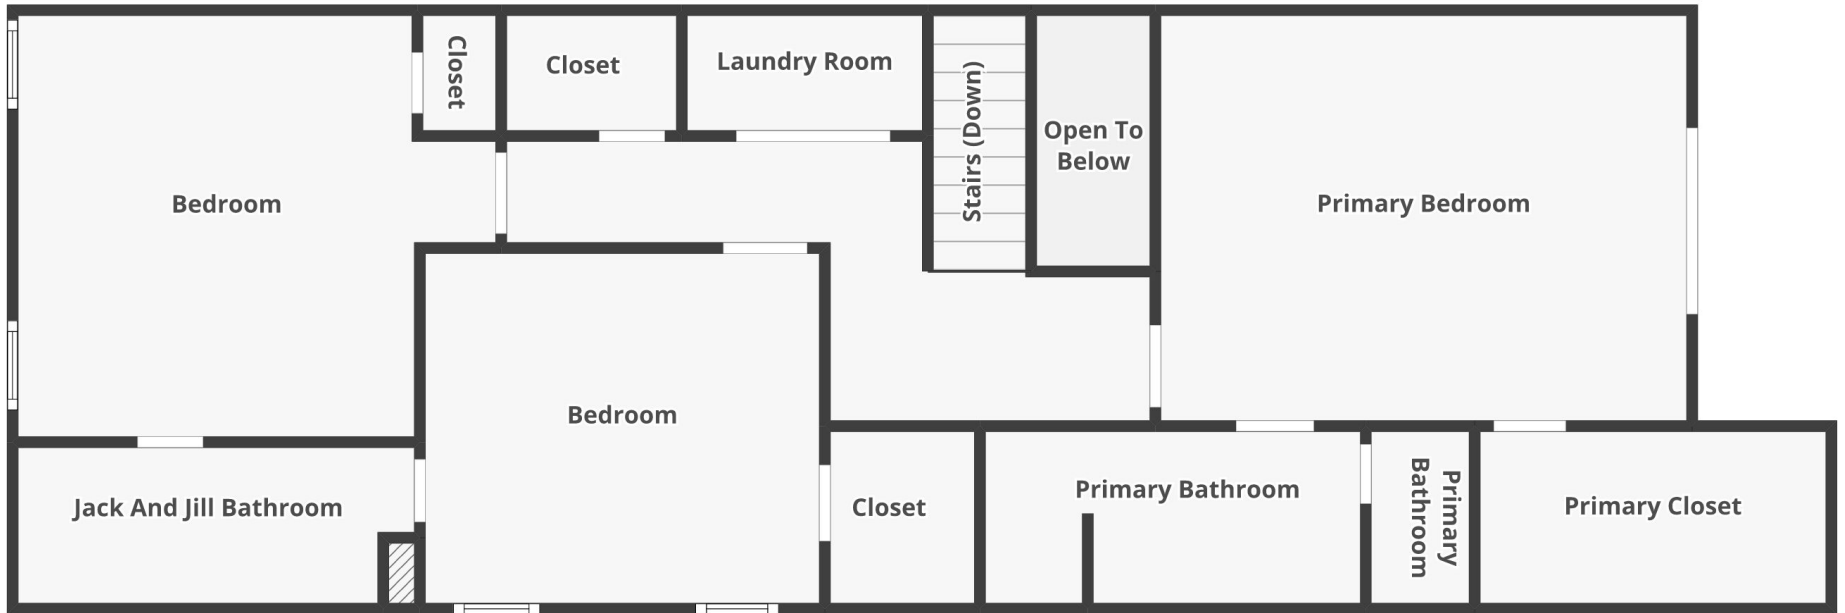 Closet
Closet
Laundry Room
Stairs (Down)
Open To
Below
Bedroom
Primary Bedroom
Bedroom
Jack And Jill Bathroom
Closet
Primary Bathroom
Primary
Bathroom
Primary Closet